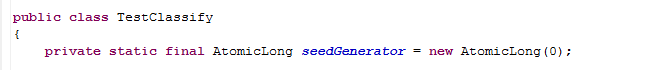 public class TestClassify
{
    private static final AtomicLong seedGenerator = new AtomicLong(0);